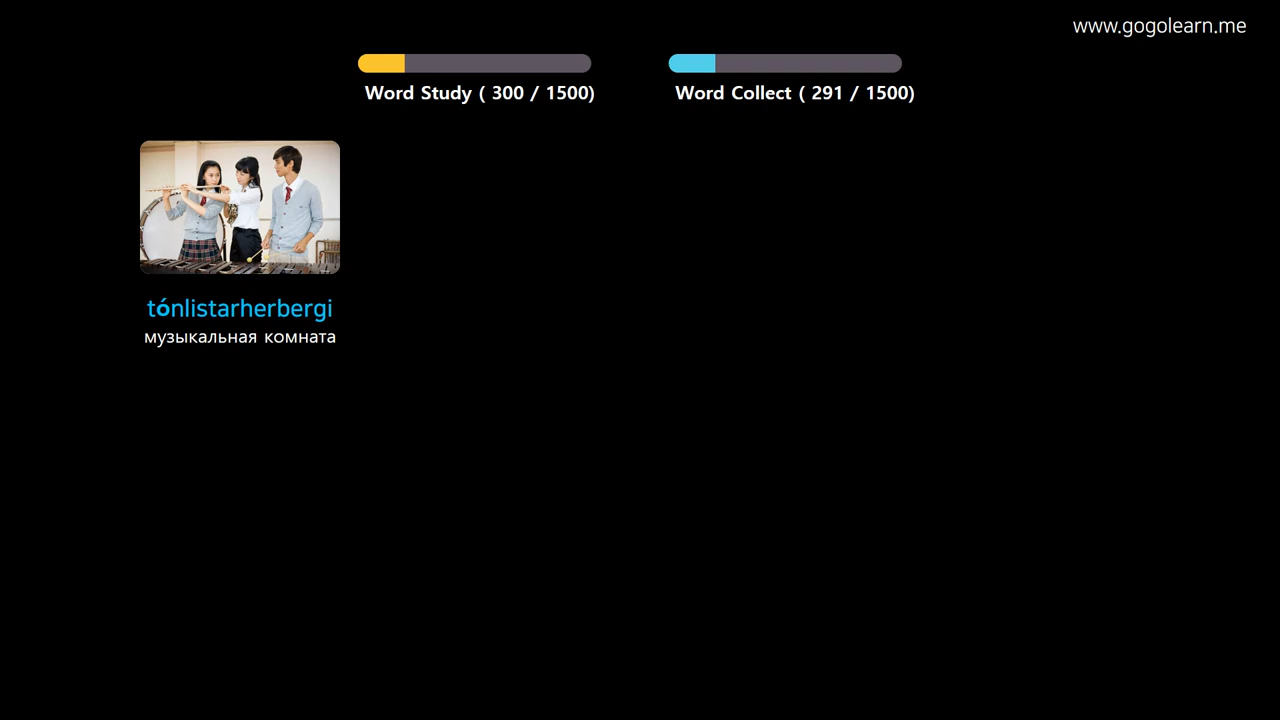 www.gogolearn.me
Word Study ( 300 / 1500)
Word Collect ( 291 / 1500)
tónlistarherbergi
музыкальная комната